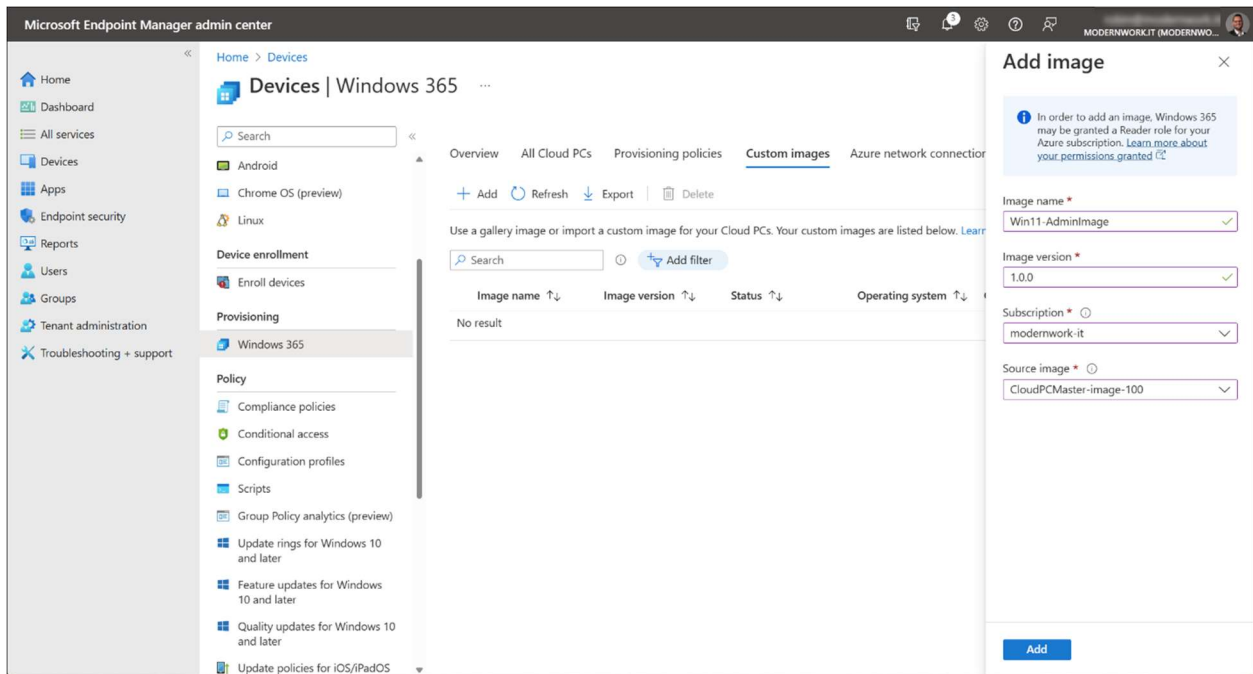 Microsoft Endpoint Manager admin center
3
MODERNWORK.IT (MODERNWO...
«
Home
Dashboard
All services
Devices
Apps
Endpoint security
Reports
Users
Groups
Tenant administration
Troubleshooting + support
Home > Devices
Devices | Windows 365 ...
Search «
Android
Chrome OS (preview)
Linux
Device enrollment
Enroll devices
Provisioning
Windows 365
Policy
Compliance policies
Conditional access
Configuration profiles
Scripts
Group Policy analytics (preview)
Update rings for Windows 10
and later
Feature updates for Windows
10 and later
Quality updates for Windows 10
and later
Update policies for iOS/iPadOS
Overview All Cloud PCs Provisioning policies Custom images Azure network connection
+ Add Refresh Export Delete
Use a gallery image or import a custom image for your Cloud PCs. Your custom images are listed below. Learn
Search Add filter
Image name ↑↓ Image version ↑↓ Status ↑↓ Operating system ↑↓
No result
Add image
In order to add an image, Windows 365
may be granted a Reader role for your
Azure subscription. Learn more about
your permissions granted
Image name *
Win11-AdminImage
Image version *
1.0.0
Subscription *
modernwork-it
Source image *
CloudPCMaster-image-100
Add